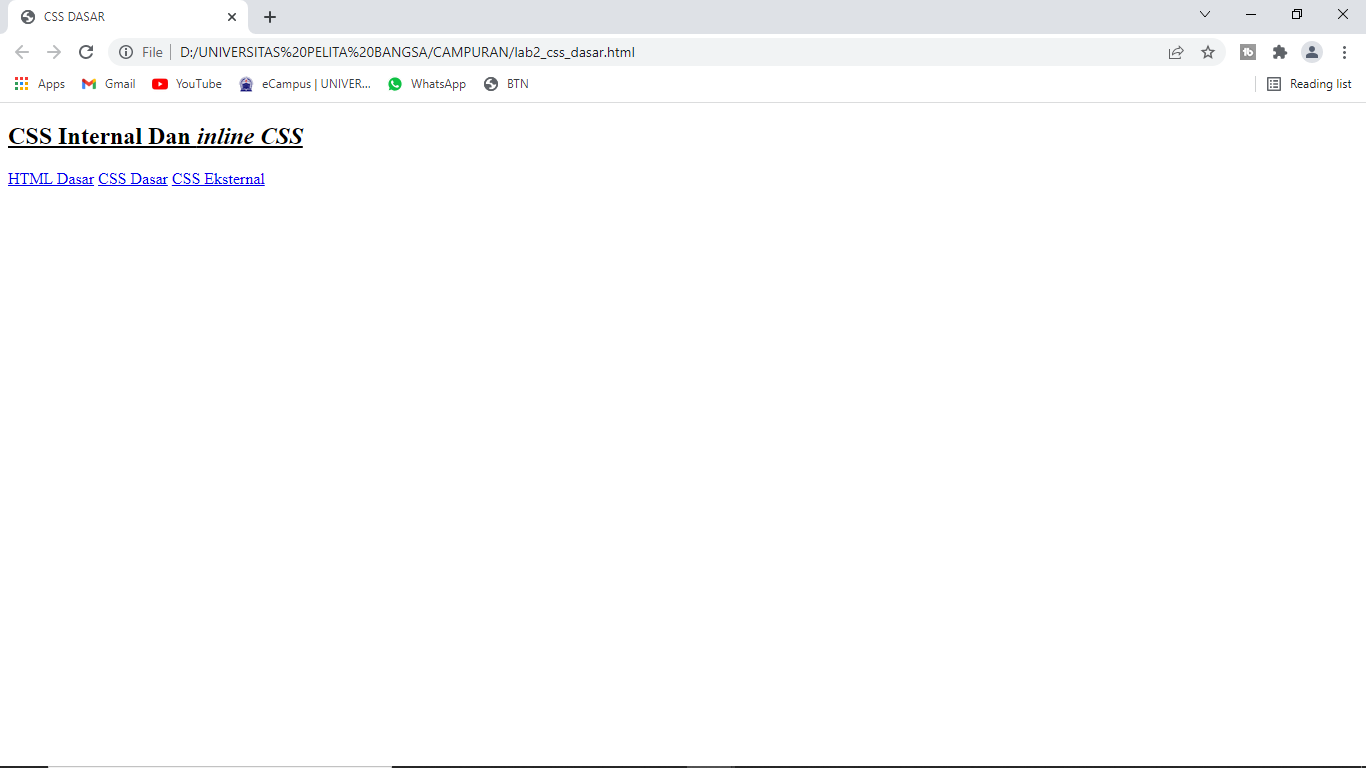 CSS DASAR
File D:/UNIVERSITAS%20PELITA%20BANGSA/CAMPURAN/lab2_css_dasar.html
Apps Gmail YouTube eCampus | UNIVER... WhatsApp BTN Reading list
CSS Internal Dan inline CSS
HTML Dasar CSS Dasar CSS Eksternal